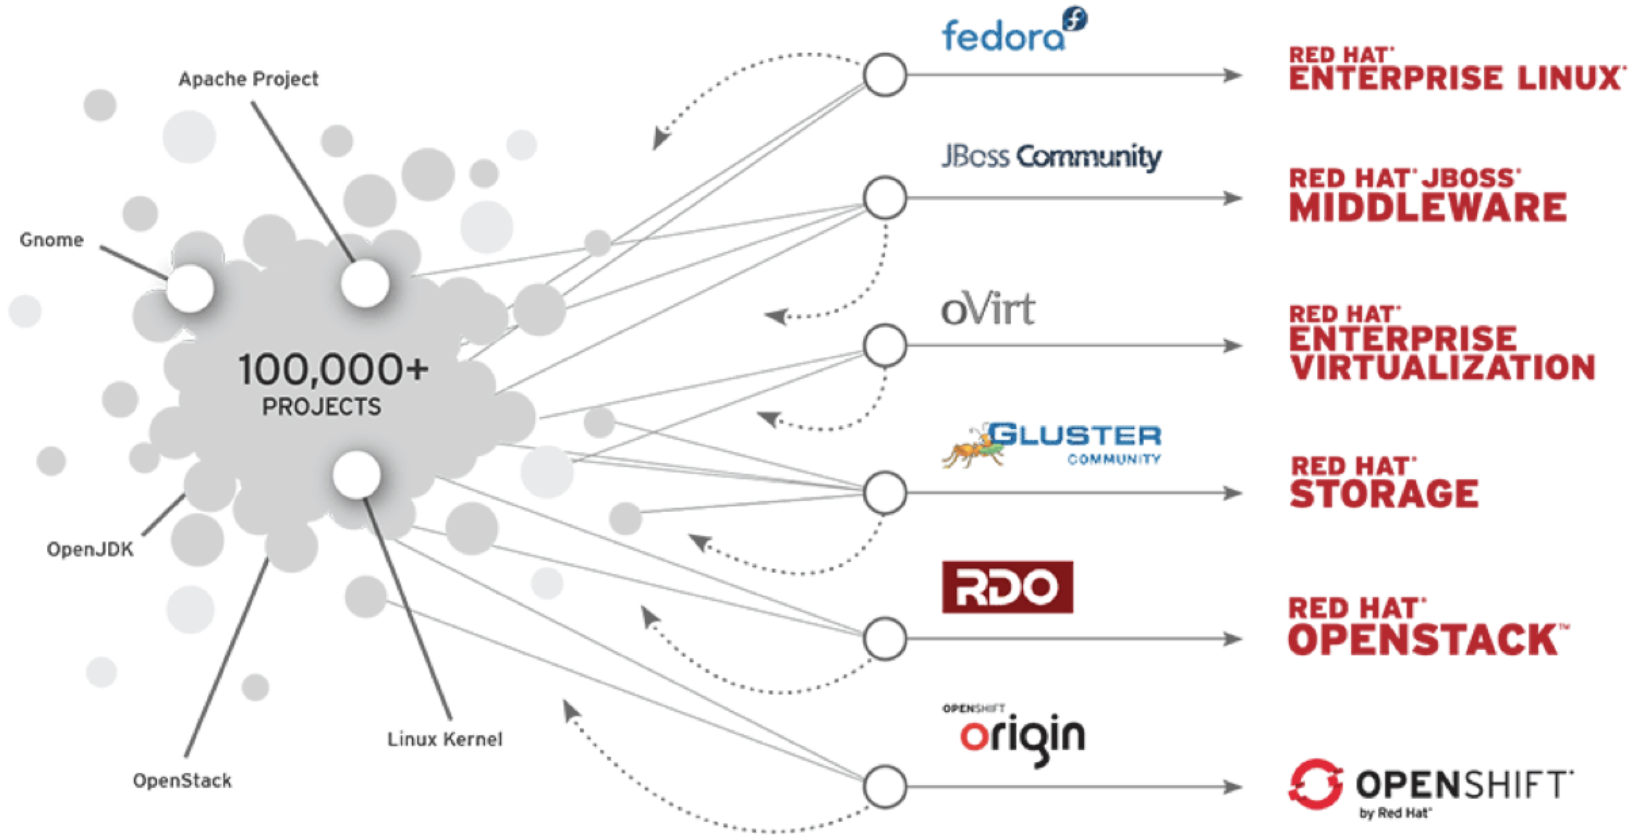 Apache Project
Gnome
100,000+
PROJECTS
OpenJDK
OpenStack
Linux Kernel
fedora
RED HAT®
ENTERPRISE LINUX®
JBoss Community
RED HAT® JBOSS®
MIDDLEWARE
oVirt
RED HAT®
ENTERPRISE
VIRTUALIZATION
GLUSTER
COMMUNITY
RED HAT®
STORAGE
RDO
RED HAT®
OPENSTACK™
OPENSHIFT
origin
OPENSHIFT®
by Red Hat®